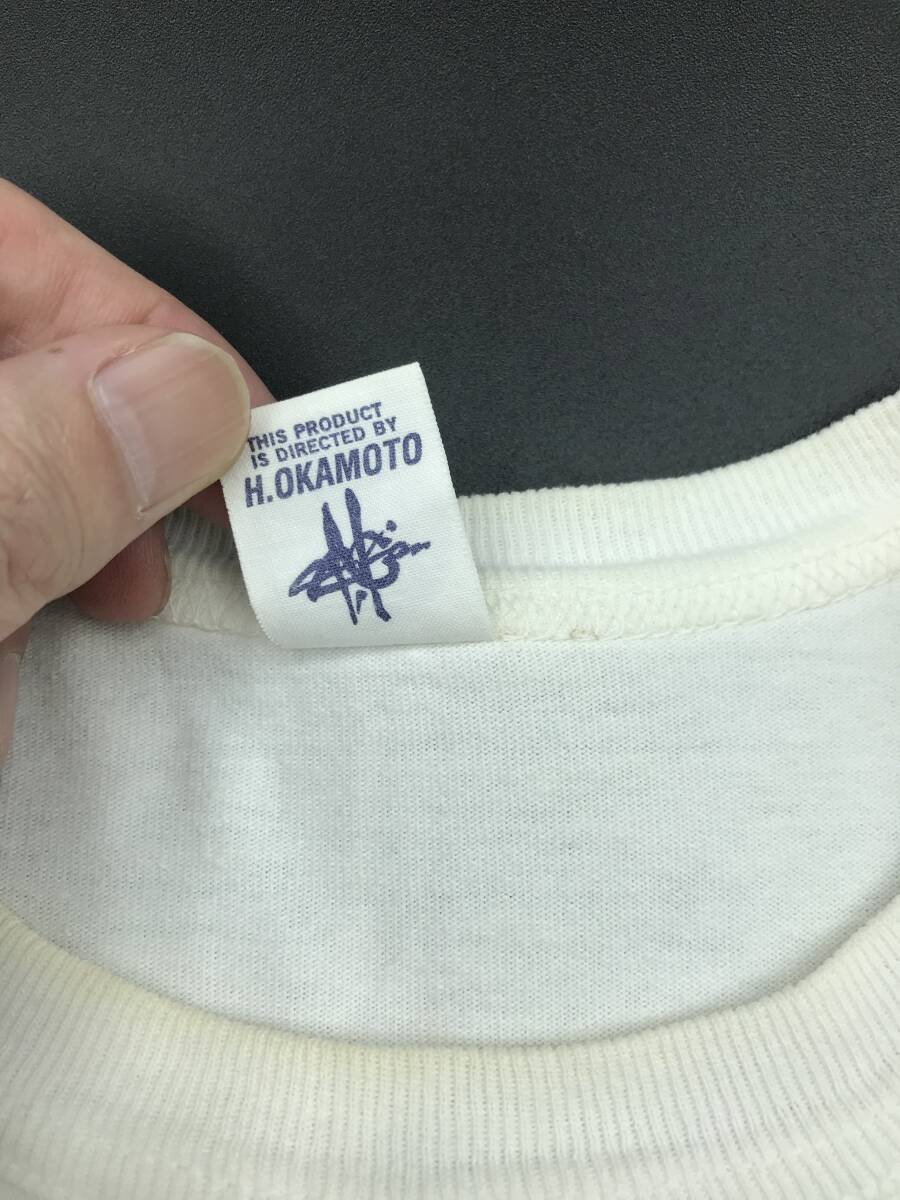 THIS PRODUCT
IS DIRECTED BY
H.OKAMOTO